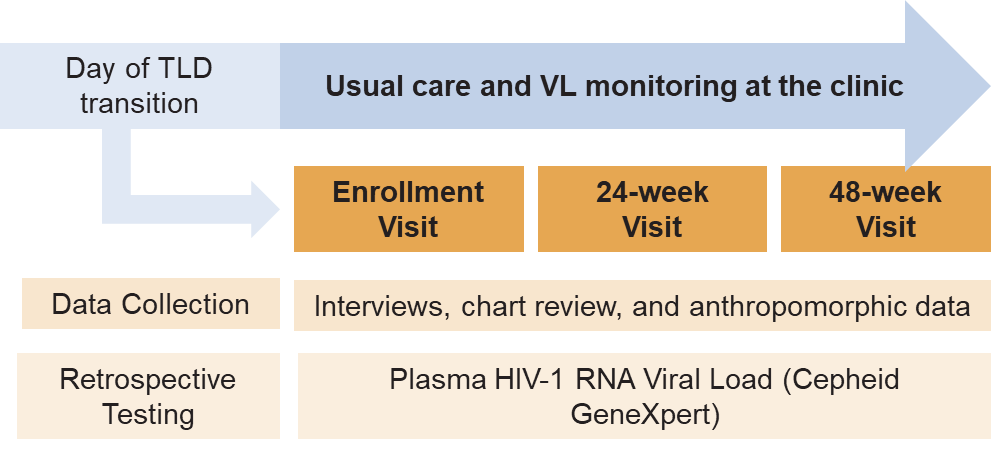 Day of TLD
transition
Usual care and VL monitoring at the clinic
Enrollment
Visit
24-week
Visit
48-week
Visit
Data Collection
Interviews, chart review, and anthropomorphic data
Retrospective
Testing
Plasma HIV-1 RNA Viral Load (Cepheid
GeneXpert)